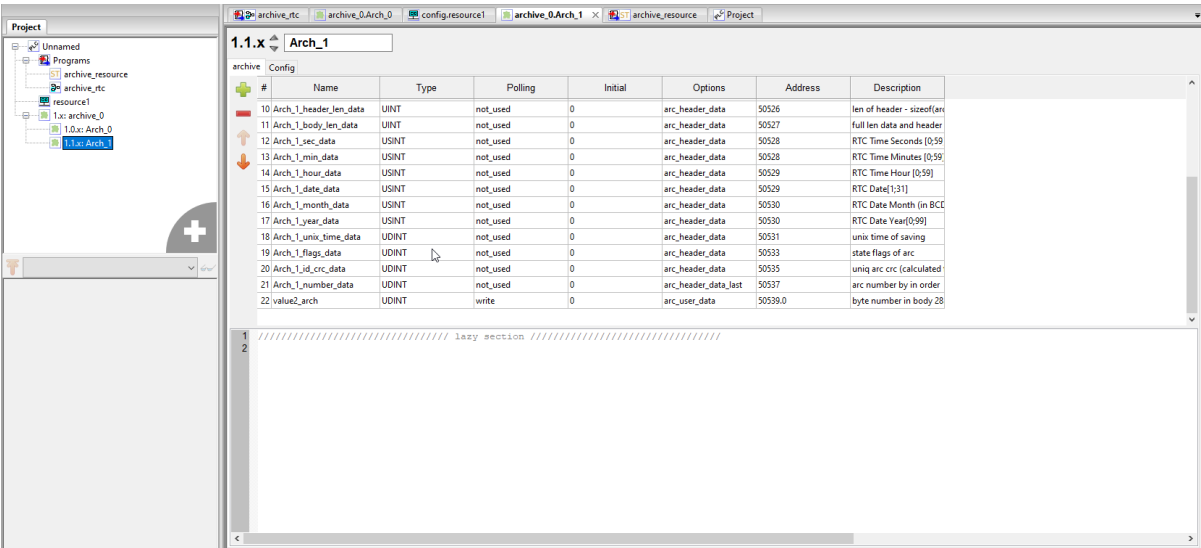 archive_rtc archive_0.Arch_0 config.resource1 archive_0.Arch_1 ST archive_resource Project
Project
Unnamed
Programs
ST archive_resource
archive_rtc
resource1
1.x: archive_0
1.0.x: Arch_0
1.1.x: Arch_1
1.1.x Arch_1
archive Config
# Name Type Polling Initial Options Address Description
10 Arch_1_header_len_data UINT not_used 0 arc_header_data 50526 len of header - sizeof(arc
11 Arch_1_body_len_data UINT not_used 0 arc_header_data 50527 full len data and header
12 Arch_1_sec_data USINT not_used 0 arc_header_data 50528 RTC Time Seconds [0;59
13 Arch_1_min_data USINT not_used 0 arc_header_data 50528 RTC Time Minutes [0;59]
14 Arch_1_hour_data USINT not_used 0 arc_header_data 50529 RTC Time Hour [0;59]
15 Arch_1_date_data USINT not_used 0 arc_header_data 50529 RTC Date[1;31]
16 Arch_1_month_data USINT not_used 0 arc_header_data 50530 RTC Date Month (in BCD
17 Arch_1_year_data USINT not_used 0 arc_header_data 50530 RTC Date Year[0;99]
18 Arch_1_unix_time_data UDINT not_used 0 arc_header_data 50531 unix time of saving
19 Arch_1_flags_data UDINT not_used 0 arc_header_data 50533 state flags of arc
20 Arch_1_id_crc_data UDINT not_used 0 arc_header_data 50535 uniq arc crc (calculated
21 Arch_1_number_data UDINT not_used 0 arc_header_data_last 50537 arc number by in order
22 value2_arch UDINT write 0 arc_user_data 50539.0 byte number in body 28
1 ///////////////////////////////// lazy section /////////////////////////////////
2